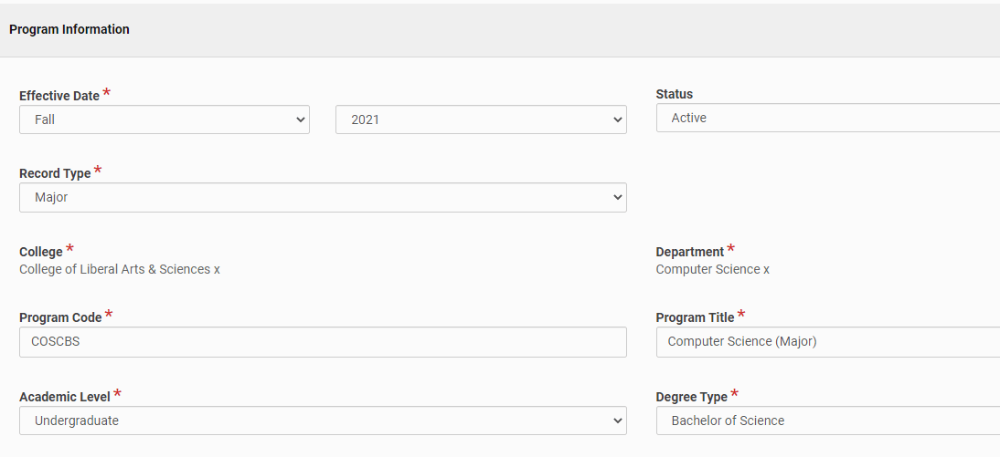 Program Information
Effective Date *
Status
Fall
2021
Active
Record Type *
Major
College *
Department *
College of Liberal Arts & Sciences x
Computer Science x
Program Code *
Program Title *
COSCBS
Computer Science (Major)
Academic Level *
Degree Type *
Undergraduate
Bachelor of Science